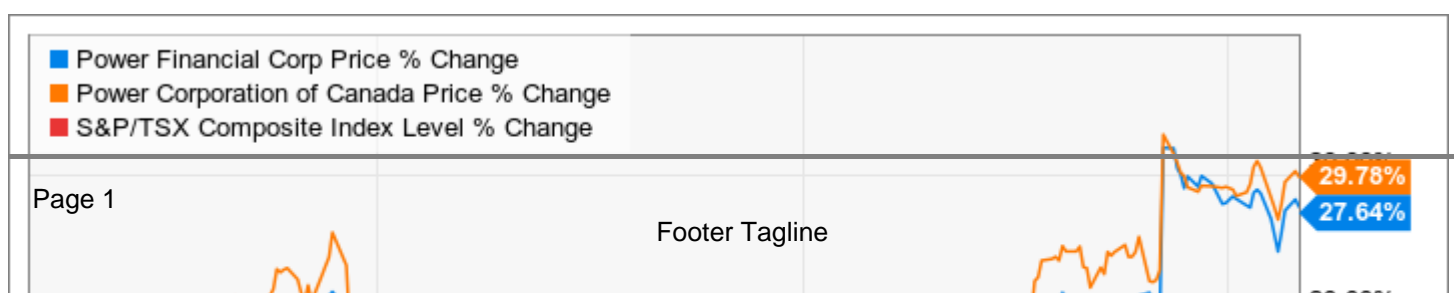 Power Financial Corp Price % Change
Power Corporation of Canada Price % Change
S&P/TSX Composite Index Level % Change
29.78%
Page 1
27.64%
Footer Tagline